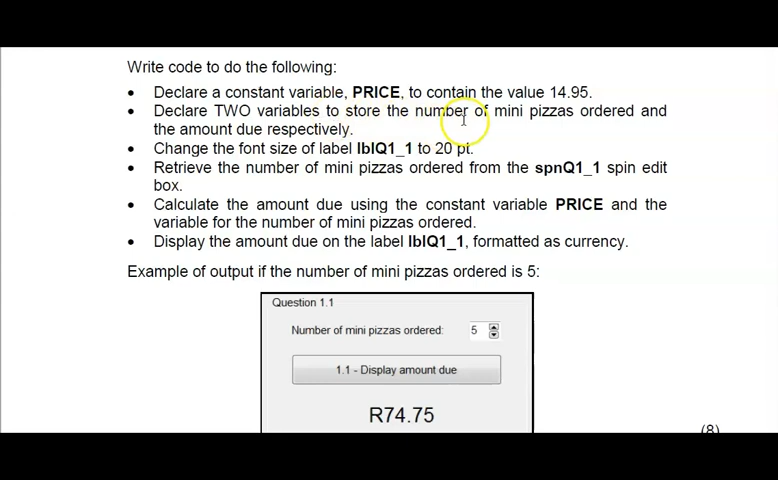 Write code to do the following:
• Declare a constant variable, PRICE, to contain the value 14.95.
• Declare TWO variables to store the number of mini pizzas ordered and
the amount due respectively.
• Change the font size of label lblQ1_1 to 20 pt.
• Retrieve the number of mini pizzas ordered from the spnQ1_1 spin edit
box.
• Calculate the amount due using the constant variable PRICE and the
variable for the number of mini pizzas ordered.
• Display the amount due on the label lblQ1_1, formatted as currency.
Example of output if the number of mini pizzas ordered is 5:
Question 1.1
Number of mini pizzas ordered: 5
1.1 - Display amount due
R74.75
(8)